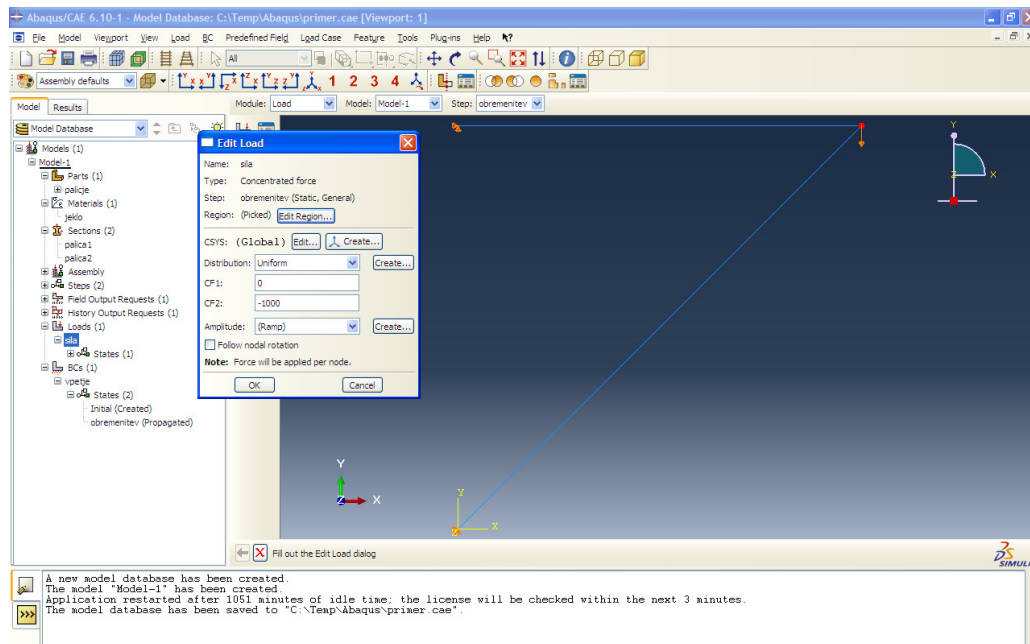 Abaqus/CAE 6.10-1 - Model Database: C:\Temp\Abaqus\primer.cae [Viewport: 1]
File Model Viewport View Load BC Predefined Field Load Case Feature Tools Plug-ins Help
All
Assembly defaults 1 2 3 4
Model Results
Module: Load Model: Model-1 Step: obremenitev
Model Database
Models (1)
Model-1
Parts (1)
palicje
Materials (1)
jeklo
Sections (2)
palica1
palica2
Assembly
Steps (2)
Field Output Requests (1)
History Output Requests (1)
Loads (1)
sila
States (1)
BCs (1)
vpetje
States (2)
Initial (Created)
obremenitev (Propagated)
Edit Load
Name: sila
Type: Concentrated force
Step: obremenitev (Static, General)
Region: (Picked) Edit Region...
CSYS: (Global) Edit... Create...
Distribution: Uniform Create...
CF1: 0
CF2: -1000
Amplitude: (Ramp) Create...
Follow nodal rotation
Note: Force will be applied per node.
OK Cancel
Y
X
Z
Y
X
Z
Y
X
Fill out the Edit Load dialog
SIMULI
A new model database has been created.
The model "Model-1" has been created.
Application restarted after 1051 minutes of idle time; the license will be checked within the next 3 minutes.
The model database has been saved to "C:\Temp\Abaqus\primer.cae".